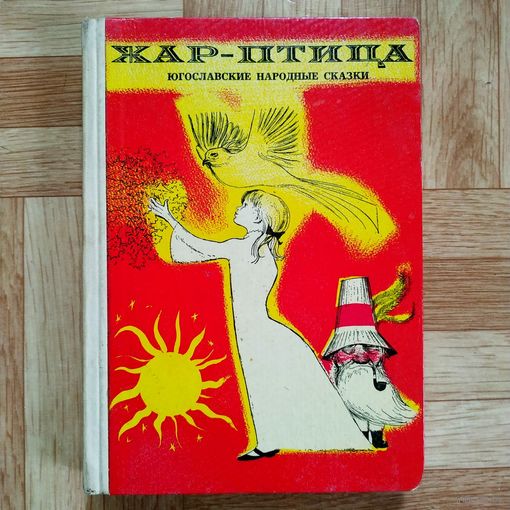 ЖАР-ПТИЦА
ЮГОСЛАВСКИЕ НАРОДНЫЕ СКАЗКИ